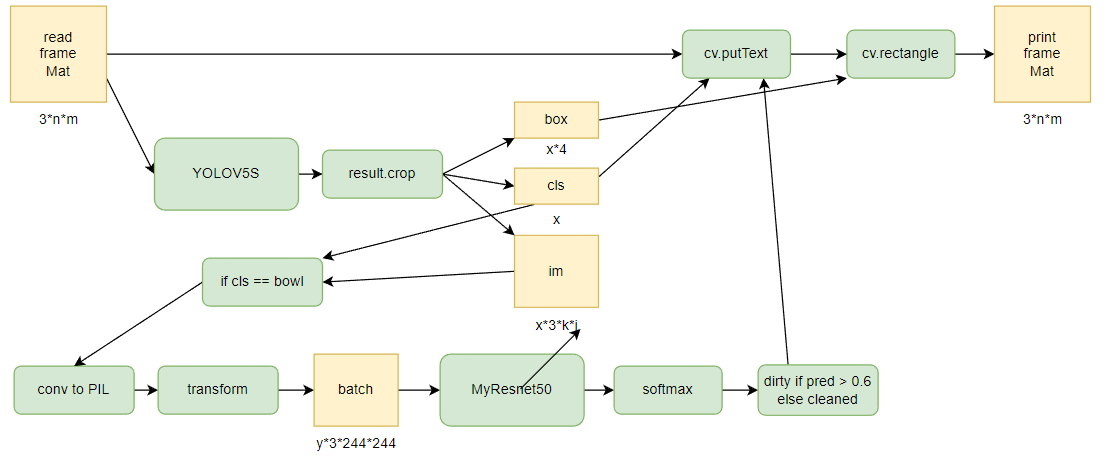 read
frame
Mat
3*n*m
cv.putText
cv.rectangle
print
frame
Mat
3*n*m
box
x*4
YOLOV5S
result.crop
cls
x
im
x*3*k*j
if cls == bowl
conv to PIL
transform
batch
y*3*244*244
MyResnet50
softmax
dirty if pred > 0.6
else cleaned